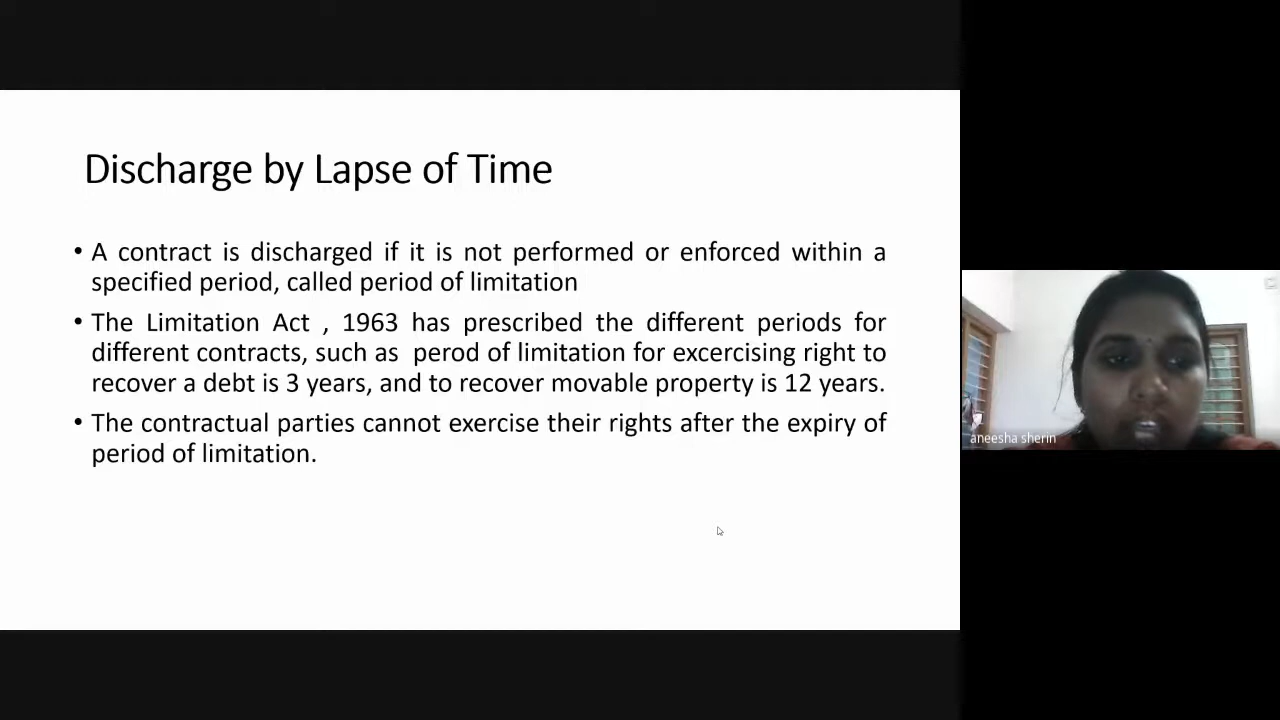 Discharge by Lapse of Time
• A contract is discharged if it is not performed or enforced within a
specified period, called period of limitation
• The Limitation Act , 1963 has prescribed the different periods for
different contracts, such as perod of limitation for excercising right to
recover a debt is 3 years, and to recover movable property is 12 years.
• The contractual parties cannot exercise their rights after the expiry of
period of limitation.
aneesha sherin